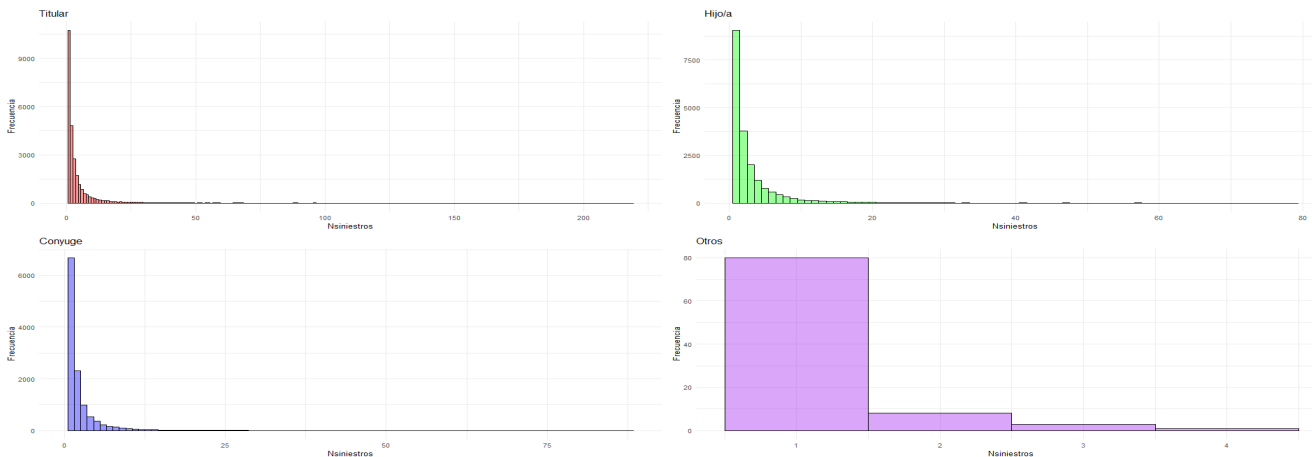 Titular
Frecuencia
9000
6000
3000
0
0 50 100 150 200
Nsiniestros
Hijo/a
Frecuencia
7500
5000
2500
0
0 20 40 60 80
Nsiniestros
Conyuge
Frecuencia
6000
4000
2000
0
0 25 50 75
Nsiniestros
Otros
Frecuencia
80
60
40
20
0
1 2 3 4
Nsiniestros